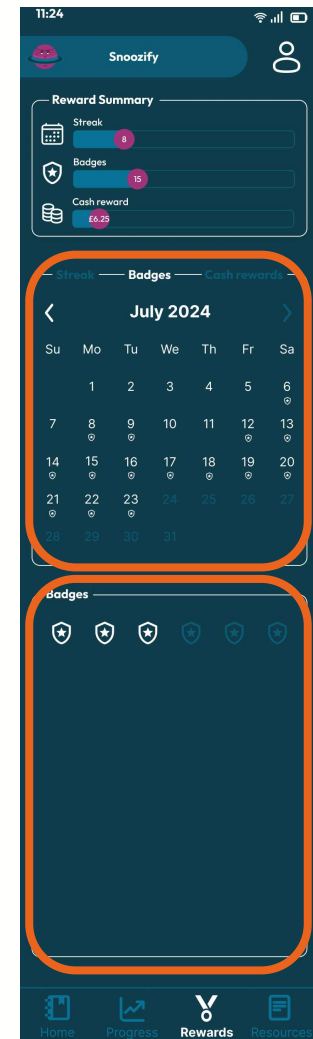 11:24
Snoozify
Reward Summary
Streak
8
Badges
15
Cash reward
£6.25
Streak Badges Cash rewards
July 2024
Su Mo Tu We Th Fr Sa
1 2 3 4 5 6
7 8 9 10 11 12 13
14 15 16 17 18 19 20
21 22 23 24 25 26 27
28 29 30 31
Badges
Home Progress Rewards Resources